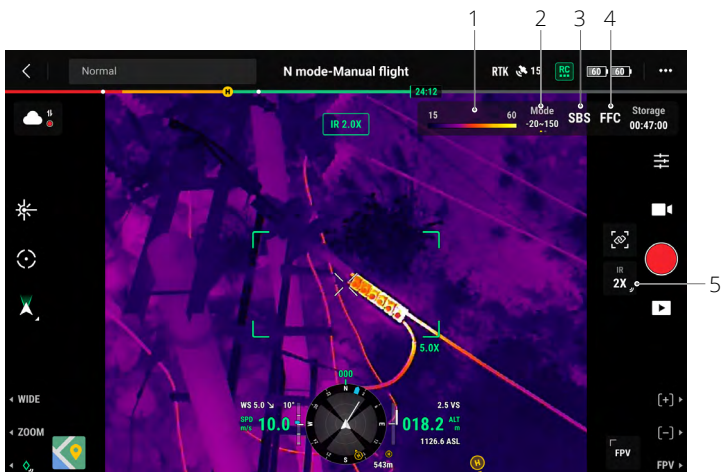 1 2 3 4
Normal
N mode-Manual flight
RTK 15 RC 60 60
H
24:12
IR 2.0X
15 60
Mode
-20~150
SBS
FFC
Storage
00:47:00
IR
2X
5
5.0X
000
WS 5.0 10°
2.5 VS
SPD
m/s
10.0
N
E
S
W
018.2
ALT
m
1126.6 ASL
543m
H
H
WIDE
ZOOM
[+]
[−]
FPV
FPV